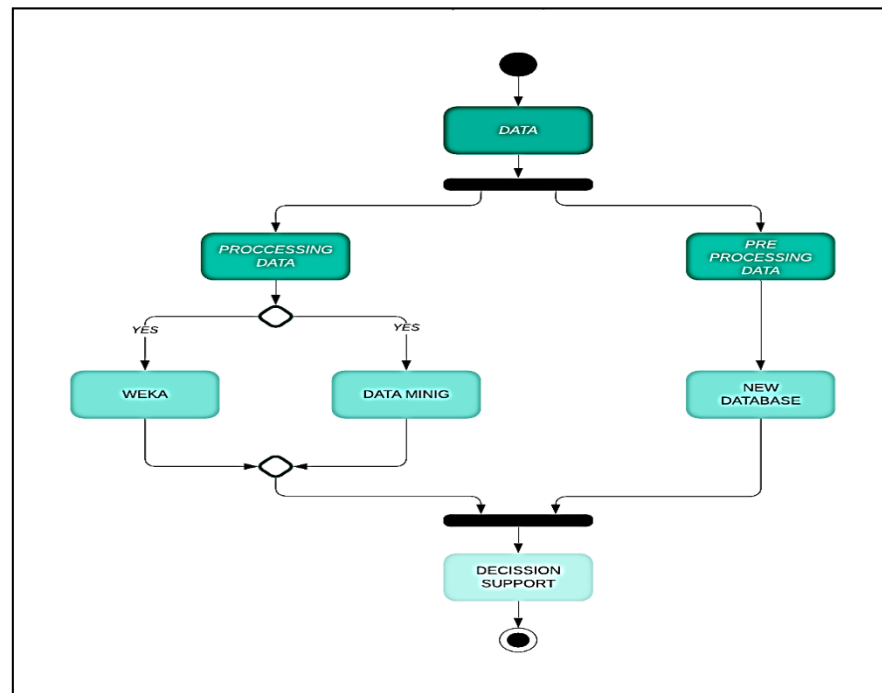 DATA
PROCCESSING
DATA
PRE
PROCESSING
DATA
YES
YES
WEKA
DATA MINIG
NEW
DATABASE
DECISSION
SUPPORT